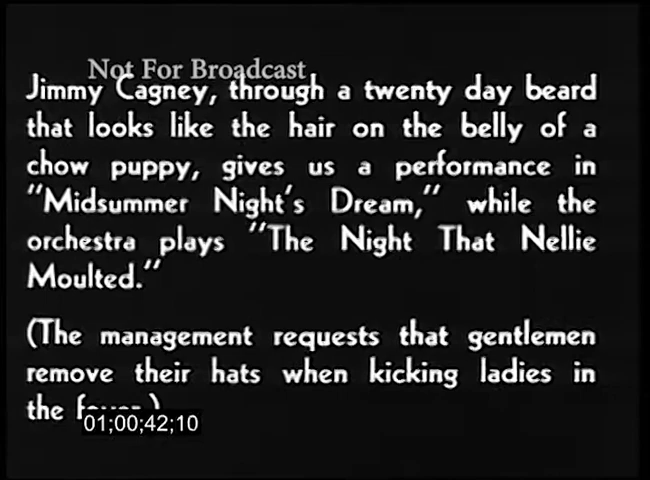 Not For Broadcast
Jimmy Cagney, through a twenty day beard
that looks like the hair on the belly of a
chow puppy, gives us a performance in
"Midsummer Night's Dream," while the
orchestra plays "The Night That Nellie
Moulted."
(The management requests that gentlemen
remove their hats when kicking ladies in
the
01;00;42;10